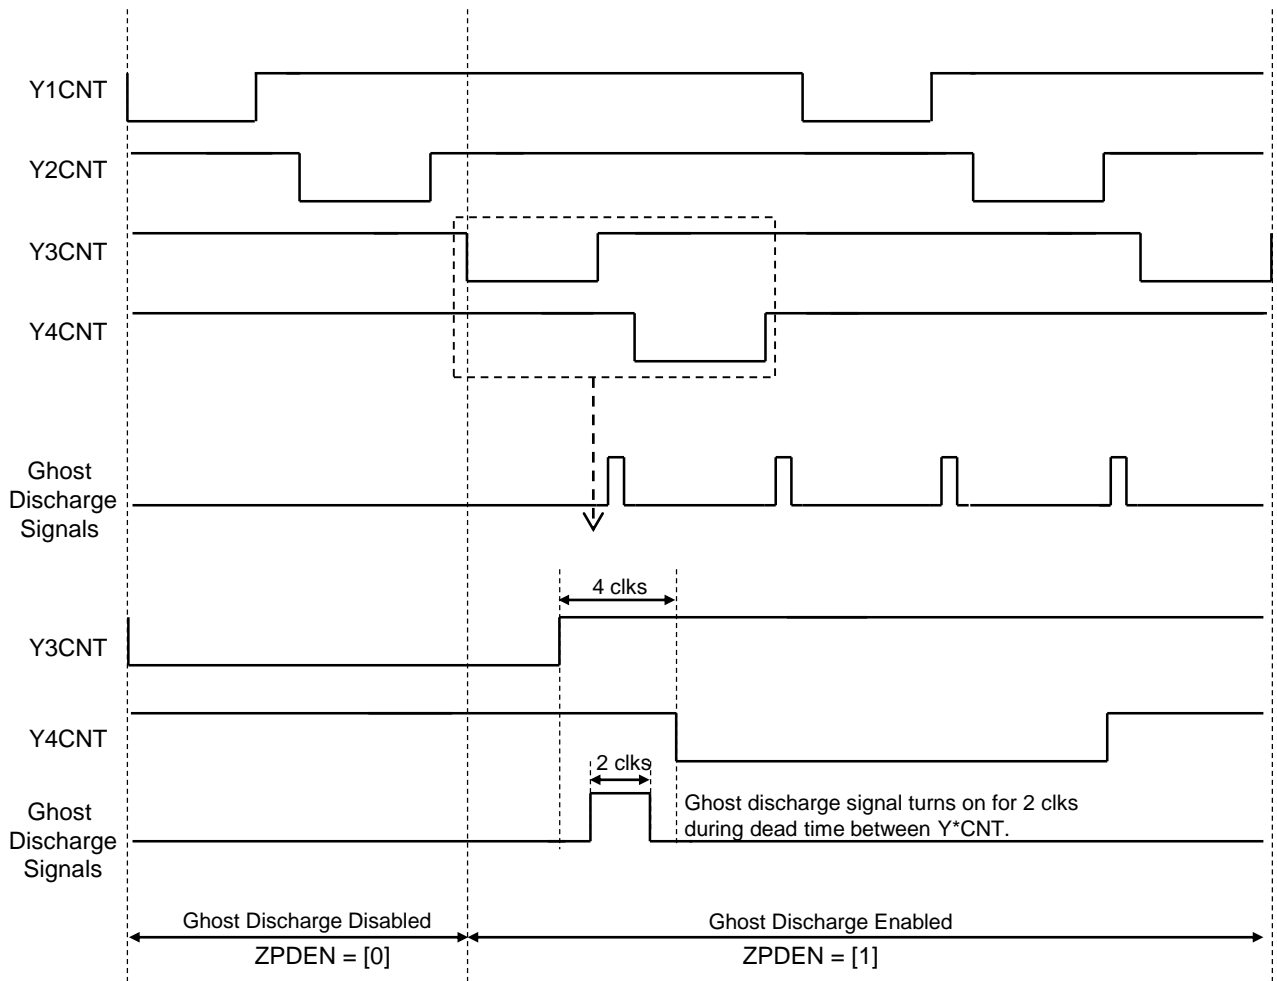 Y1CNT
Y2CNT
Y3CNT
Y4CNT
Ghost
Discharge
Signals
4 clks
Y3CNT
Y4CNT
2 clks
Ghost
Discharge
Signals
Ghost discharge signal turns on for 2 clks
during dead time between Y*CNT.
Ghost Discharge Disabled
Ghost Discharge Enabled
ZPDEN = [0]
ZPDEN = [1]